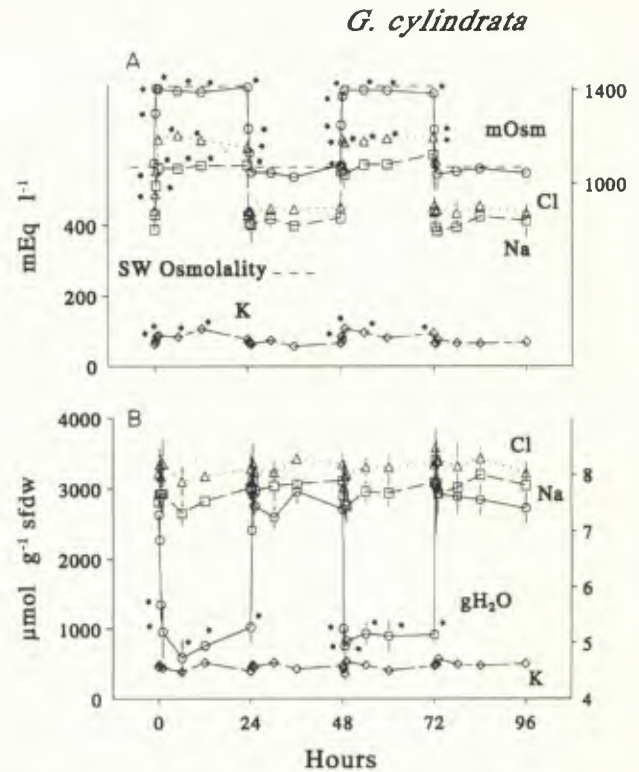 G. cylindrata
A
1400
mOsm
1000
Cl
Na
400
SW Osmolality
200
K
0
mEq l⁻¹
B
4000
Cl
8
3000
Na
7
2000
6
gH₂O
1000
5
K
0
4
μmol g⁻¹ sfdw
0 24 48 72 96
Hours